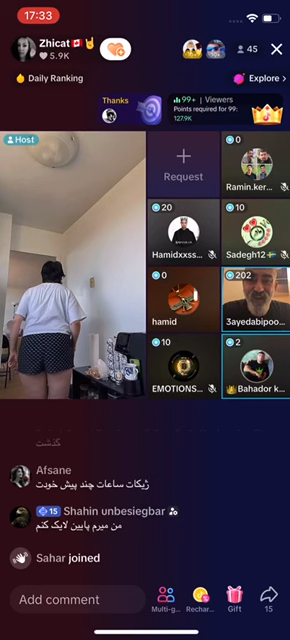 17:33
Zhicat 🇨🇦🤘
5.9K
45
Daily Ranking
Explore >
Thanks
99+ | Viewers
Points required for 99:
127.9K
Host
+
Request
0
Ramin.ker...
20
Hamidxxss...
10
Sadegh12 🇸🇪
0
hamid
202
3ayedabipoo...
10
EMOTIONS...
2
Bahador k...
گذشت
Afsane
ژیکات ساعات چند پیش خودت
15 Shahin unbesiegbar
من میرم پایین لایک کنم
Sahar joined
Add comment
Multi-g...
Rechar...
Gift
15